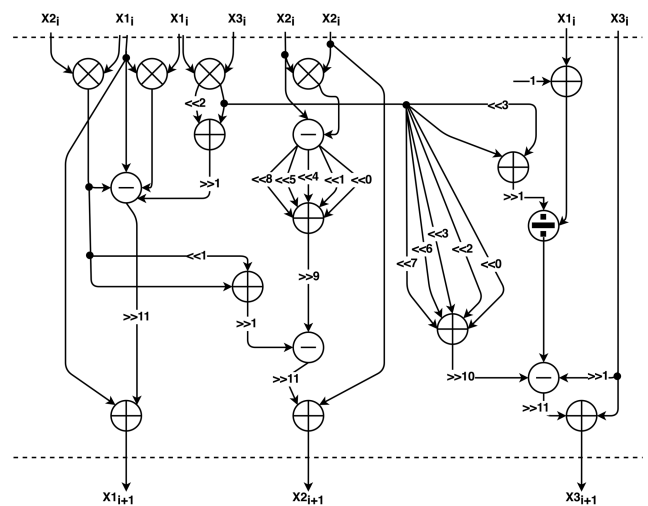 X2i X1i X1i X3i X2i X2i X1i X3i
1
<<2 <<3
<<8 <<5 <<4 <<1 <<0
>>1 >>1
<<3
<<6 <<2
<<7 <<0
<<1
>>9
>>11 >>1
>>11 >>10 >>1
>>11
X1i+1 X2i+1 X3i+1